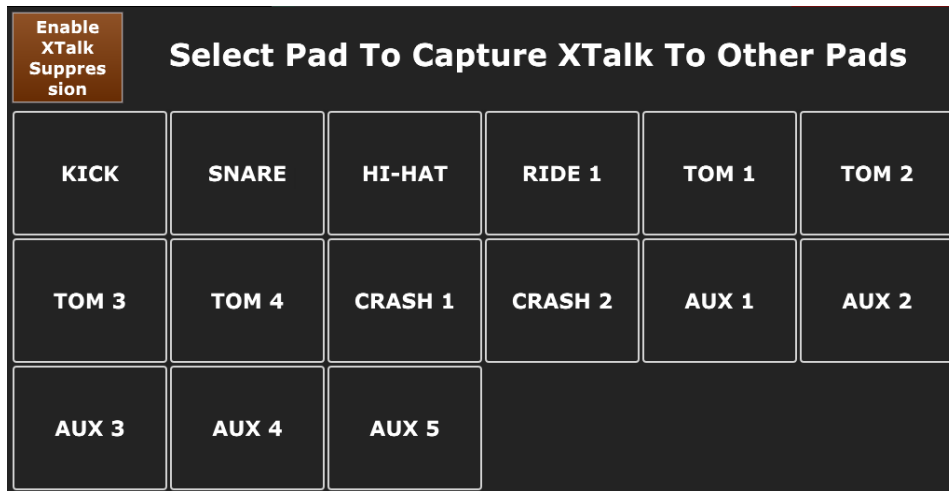 Enable
XTalk
Suppres
sion
Select Pad To Capture XTalk To Other Pads
KICK
SNARE
HI-HAT
RIDE 1
TOM 1
TOM 2
TOM 3
TOM 4
CRASH 1
CRASH 2
AUX 1
AUX 2
AUX 3
AUX 4
AUX 5